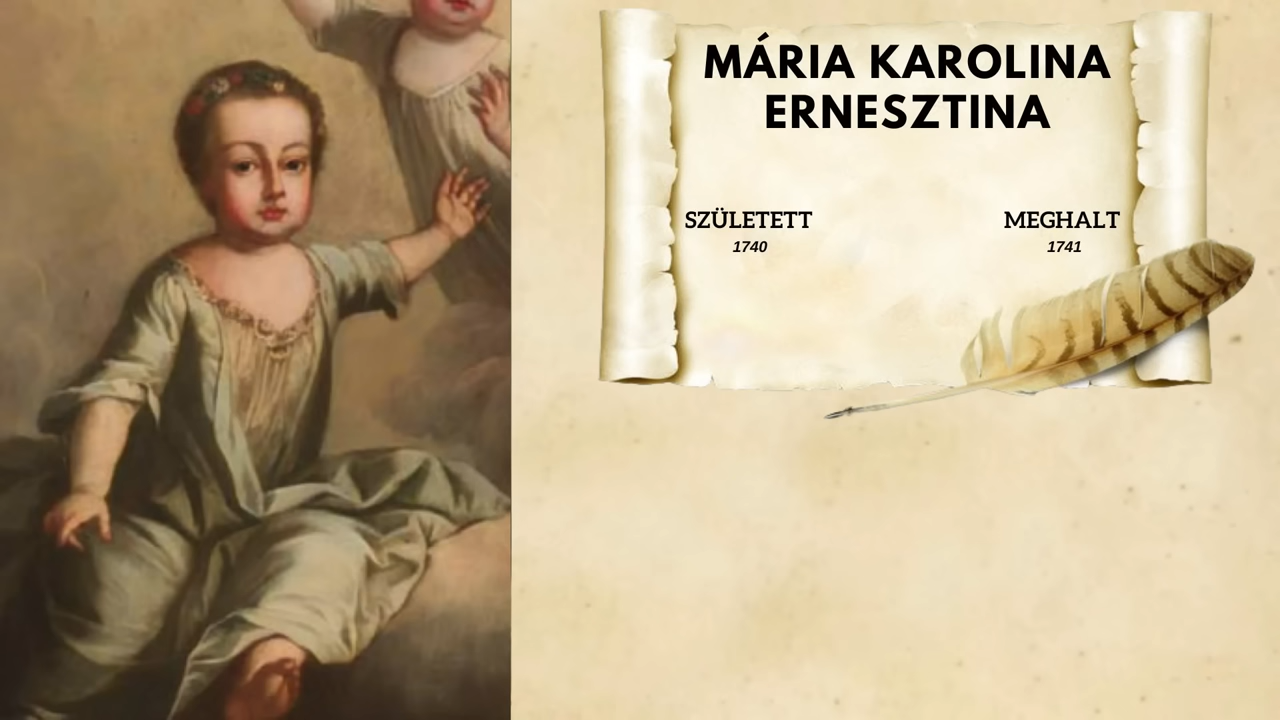 MÁRIA KAROLINA
ERNESZTINA
SZÜLETETT
1740
MEGHALT
1741